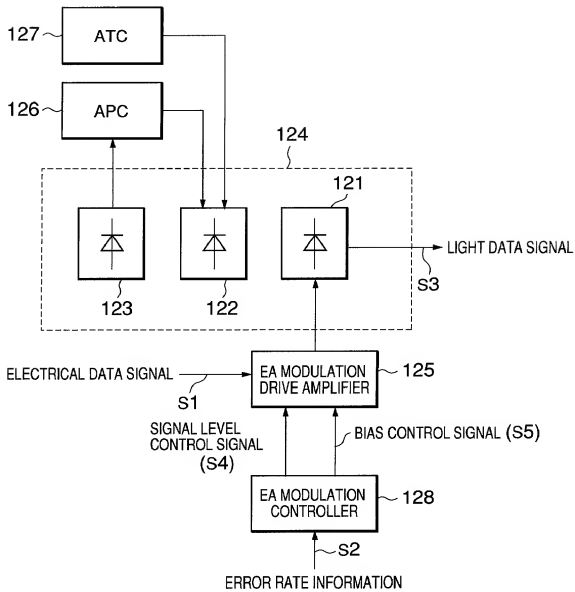 127
ATC
126
APC
124
121
LIGHT DATA SIGNAL
S3
123
122
ELECTRICAL DATA SIGNAL
S1
EA MODULATION
DRIVE AMPLIFIER
125
SIGNAL LEVEL
CONTROL SIGNAL
(S4)
BIAS CONTROL SIGNAL (S5)
EA MODULATION
CONTROLLER
128
S2
ERROR RATE INFORMATION